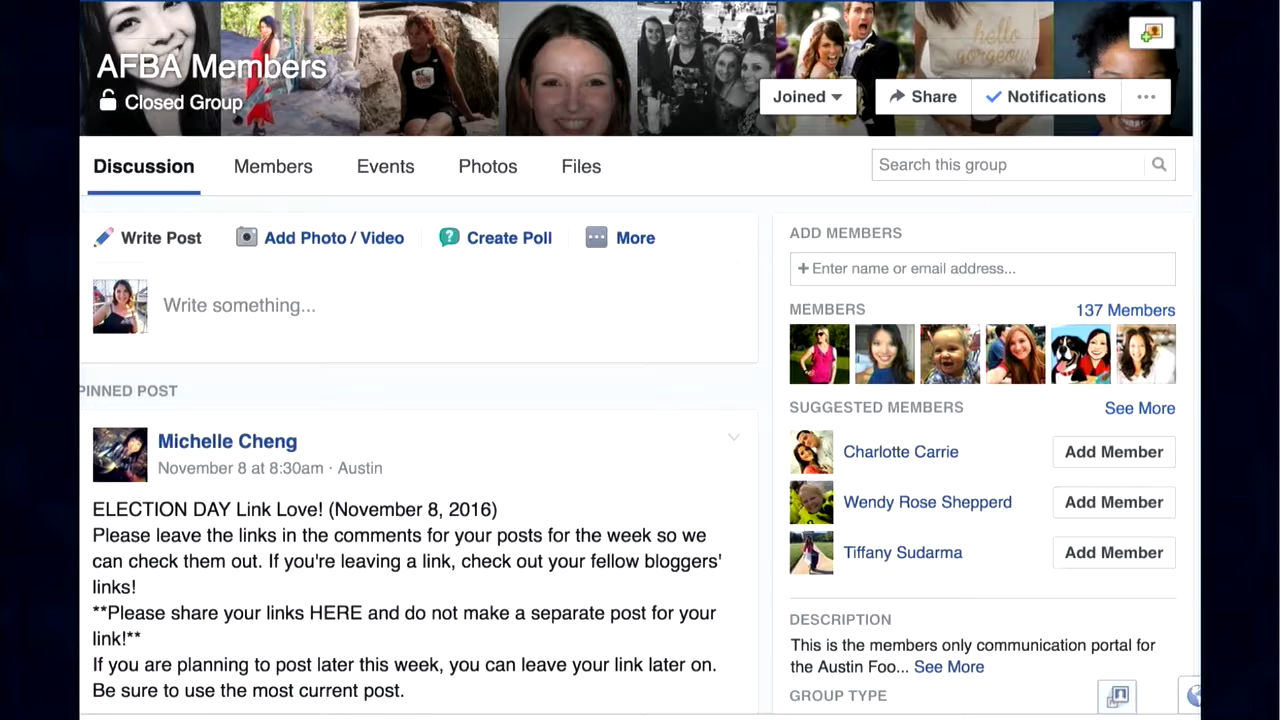 hello
gorgeous
AFBA Members
Closed Group
Joined
Share
Notifications
Discussion
Members
Events
Photos
Files
Search this group
Write Post
Add Photo / Video
Create Poll
More
Write something...
PINNED POST
Michelle Cheng
November 8 at 8:30am · Austin
ELECTION DAY Link Love! (November 8, 2016)
Please leave the links in the comments for your posts for the week so we
can check them out. If you're leaving a link, check out your fellow bloggers'
links!
**Please share your links HERE and do not make a separate post for your
link!**
If you are planning to post later this week, you can leave your link later on.
Be sure to use the most current post.
ADD MEMBERS
+ Enter name or email address...
MEMBERS
137 Members
SUGGESTED MEMBERS
See More
Charlotte Carrie
Add Member
Wendy Rose Shepperd
Add Member
Tiffany Sudarma
Add Member
DESCRIPTION
This is the members only communication portal for
the Austin Foo... See More
GROUP TYPE